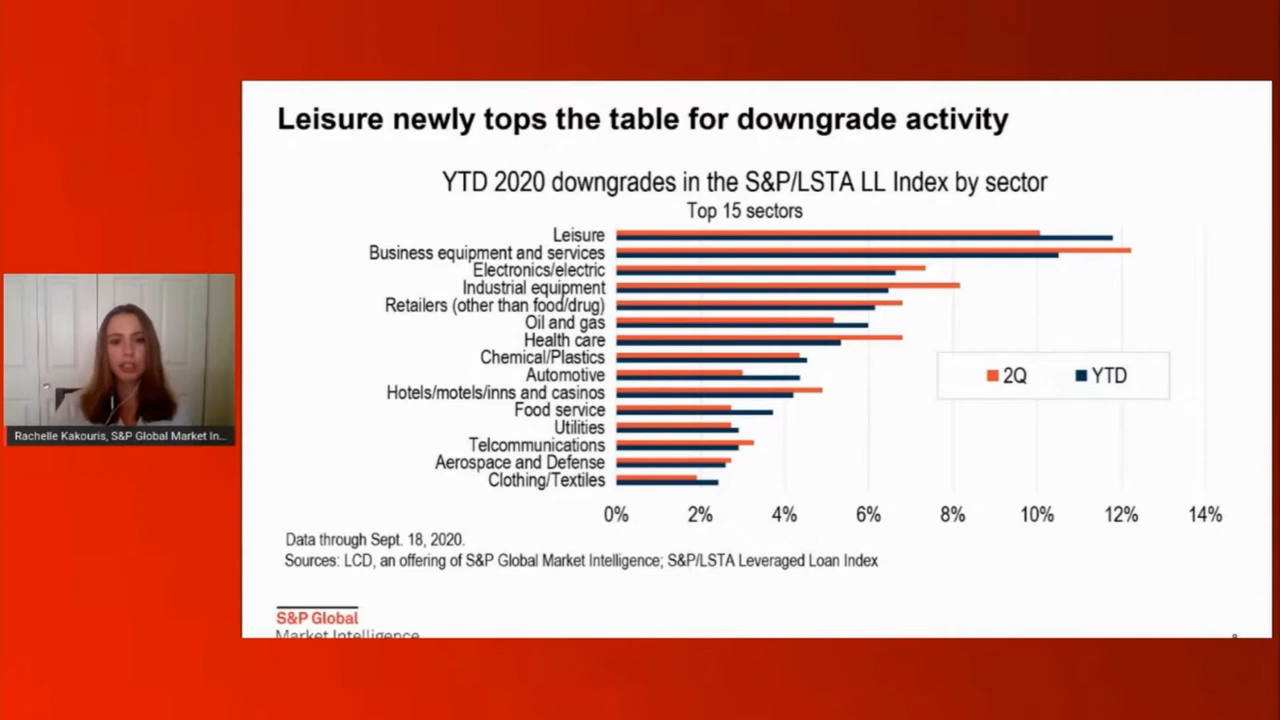 Leisure newly tops the table for downgrade activity
YTD 2020 downgrades in the S&P/LSTA LL Index by sector
Top 15 sectors
Leisure
Business equipment and services
Electronics/electric
Industrial equipment
Retailers (other than food/drug)
Oil and gas
Health care
Chemical/Plastics
Automotive
Hotels/motels/inns and casinos
Food service
Utilities
Telcommunications
Aerospace and Defense
Clothing/Textiles
0% 2% 4% 6% 8% 10% 12% 14%
2Q YTD
Data through Sept. 18, 2020.
Sources: LCD, an offering of S&P Global Market Intelligence; S&P/LSTA Leveraged Loan Index
S&P Global
Market Intelligence
Rachelle Kakouris, S&P Global Market In...